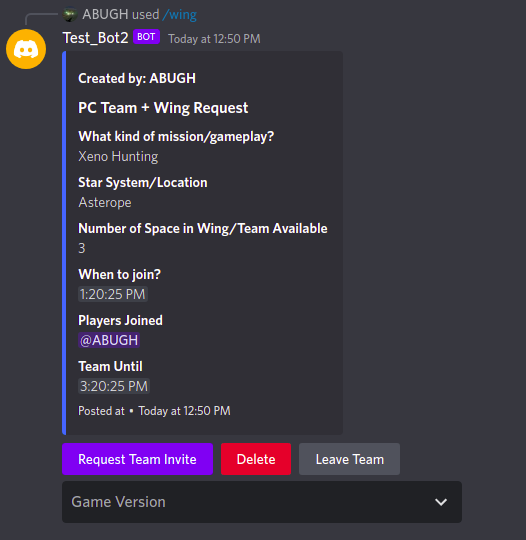 ABUGH used /wing
Test_Bot2 BOT Today at 12:50 PM
Created by: ABUGH
PC Team + Wing Request
What kind of mission/gameplay?
Xeno Hunting
Star System/Location
Asterope
Number of Space in Wing/Team Available
3
When to join?
1:20:25 PM
Players Joined
@ABUGH
Team Until
3:20:25 PM
Posted at • Today at 12:50 PM
Request Team Invite Delete Leave Team
Game Version